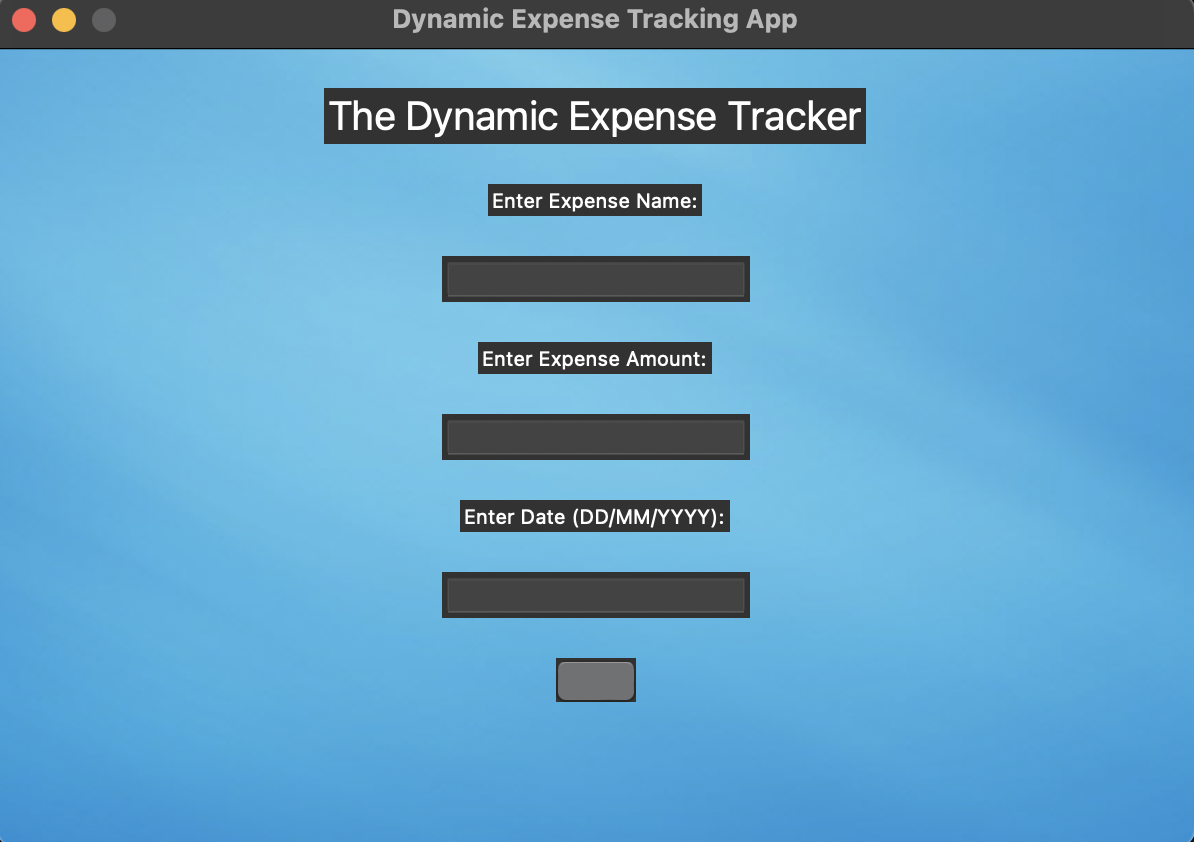 Dynamic Expense Tracking App
The Dynamic Expense Tracker
Enter Expense Name:
Enter Expense Amount:
Enter Date (DD/MM/YYYY):